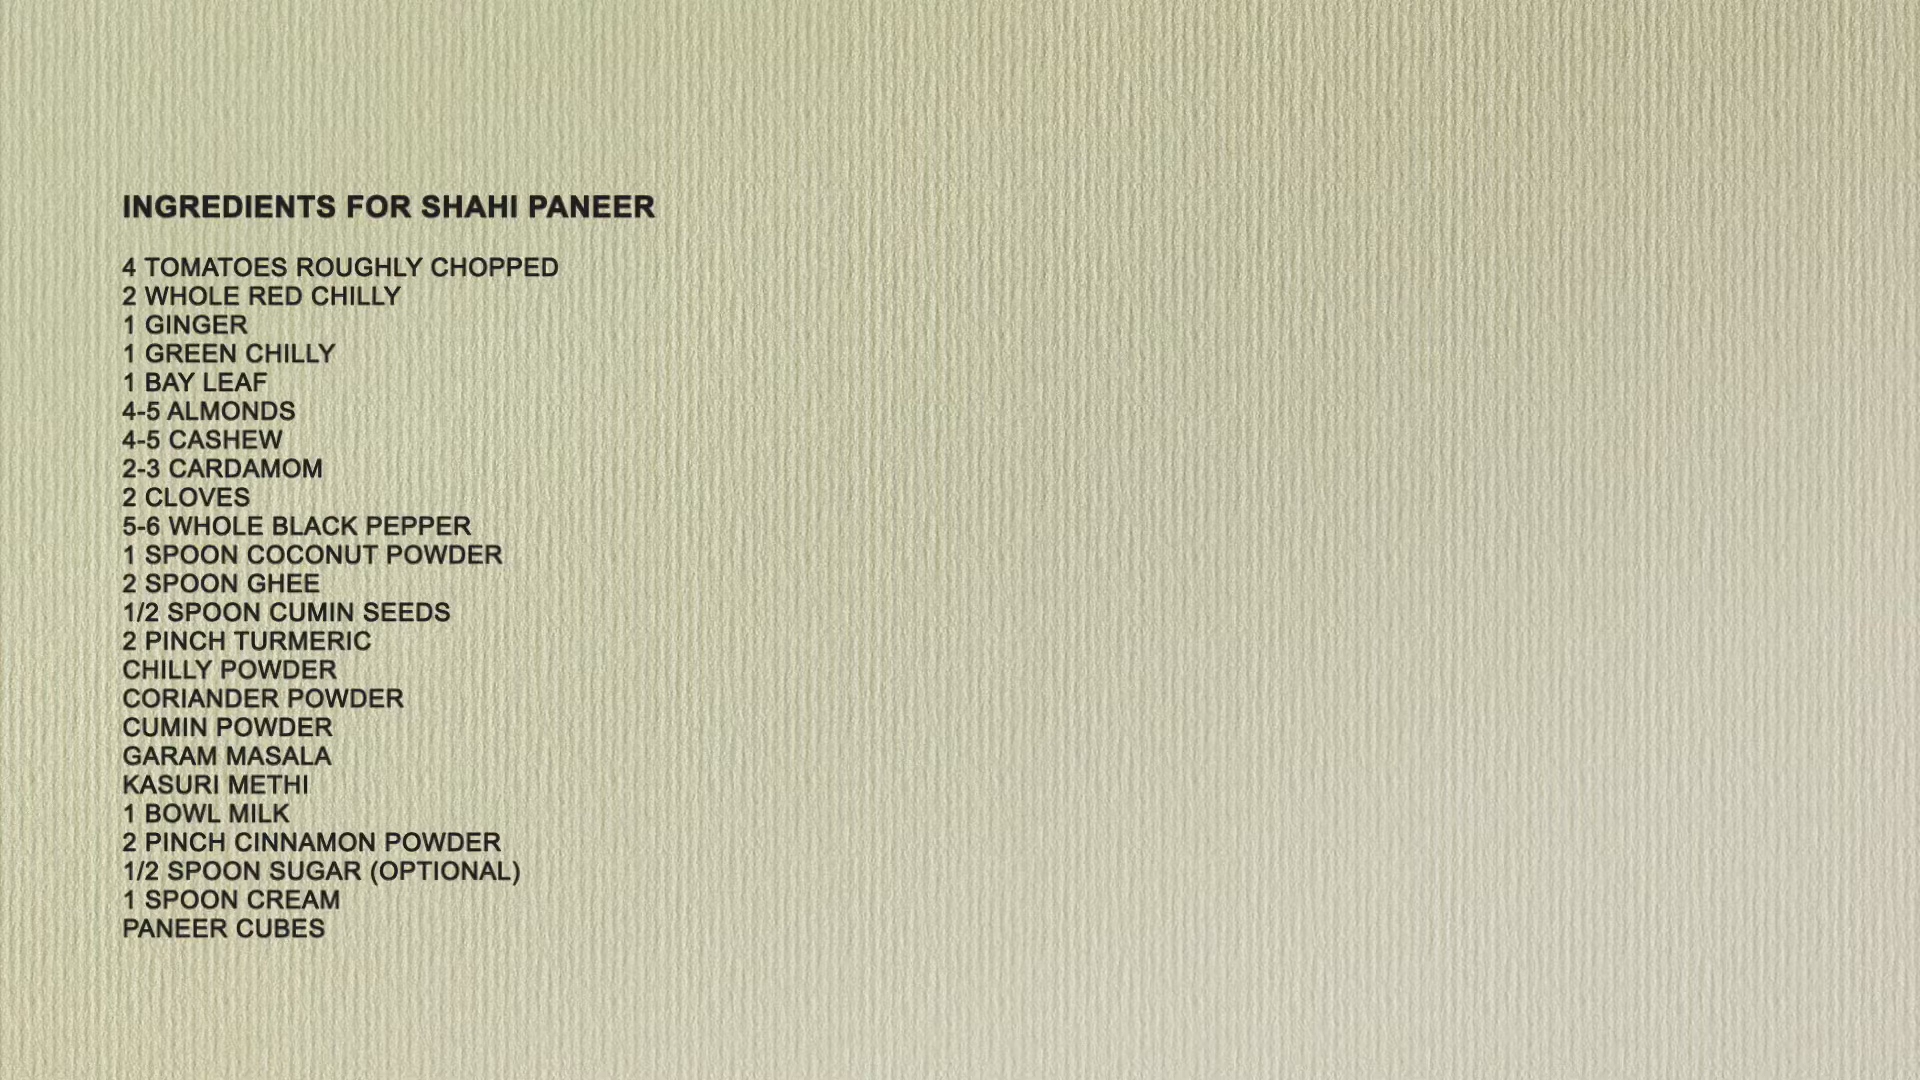 INGREDIENTS FOR SHAHI PANEER
4 TOMATOES ROUGHLY CHOPPED
2 WHOLE RED CHILLY
1 GINGER
1 GREEN CHILLY
1 BAY LEAF
4-5 ALMONDS
4-5 CASHEW
2-3 CARDAMOM
2 CLOVES
5-6 WHOLE BLACK PEPPER
1 SPOON COCONUT POWDER
2 SPOON GHEE
1/2 SPOON CUMIN SEEDS
2 PINCH TURMERIC
CHILLY POWDER
CORIANDER POWDER
CUMIN POWDER
GARAM MASALA
KASURI METHI
1 BOWL MILK
2 PINCH CINNAMON POWDER
1/2 SPOON SUGAR (OPTIONAL)
1 SPOON CREAM
PANEER CUBES